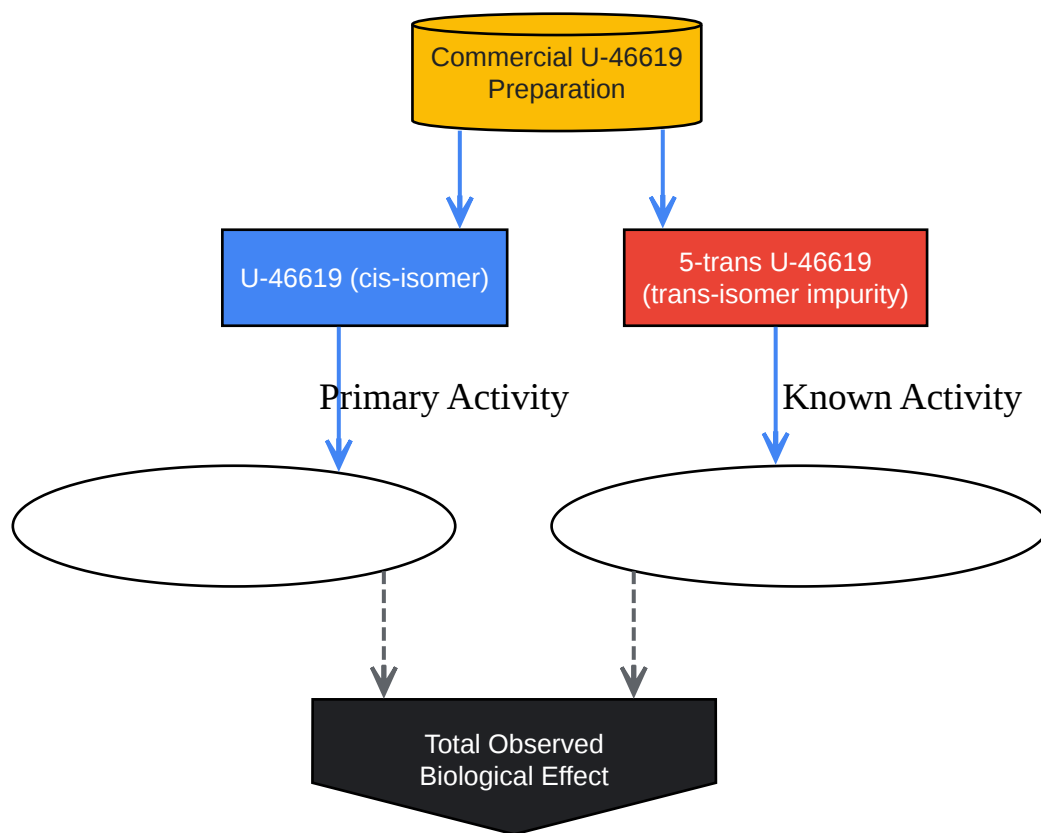 Commercial U-46619
Preparation
U-46619 (cis-isomer)
5-trans U-46619
(trans-isomer impurity)
Primary Activity
Known Activity
Total Observed
Biological Effect